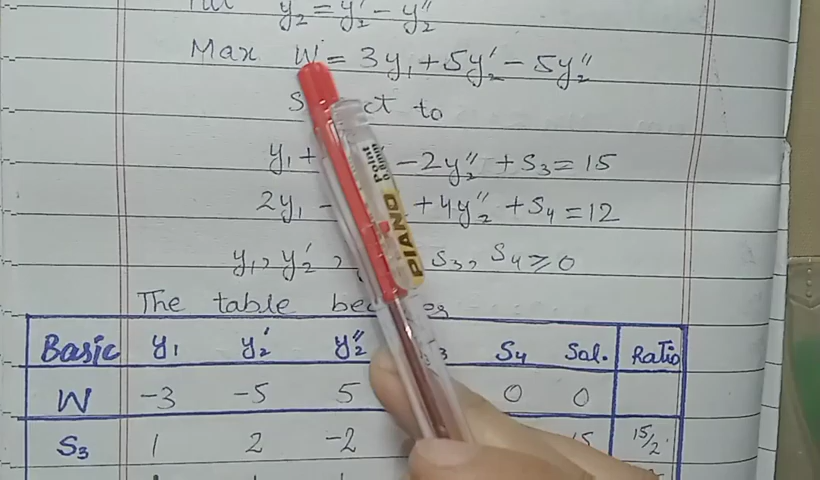 y₂ = y₂' - y₂''
Max W = 3y₁ + 5y₂' - 5y₂''
to
y₁ + - 2y₂'' + S₃ = 15
2y₁ - + 4y₂'' + S₄ = 12
y₁, y₂', S₃, S₄ ≥ 0
The table
Basic y₁ y₂' y₂'' S₄ Sol. Ratio
W -3 -5 5 0 0
S₃ 1 2 -2 15/2
Point
DIANO